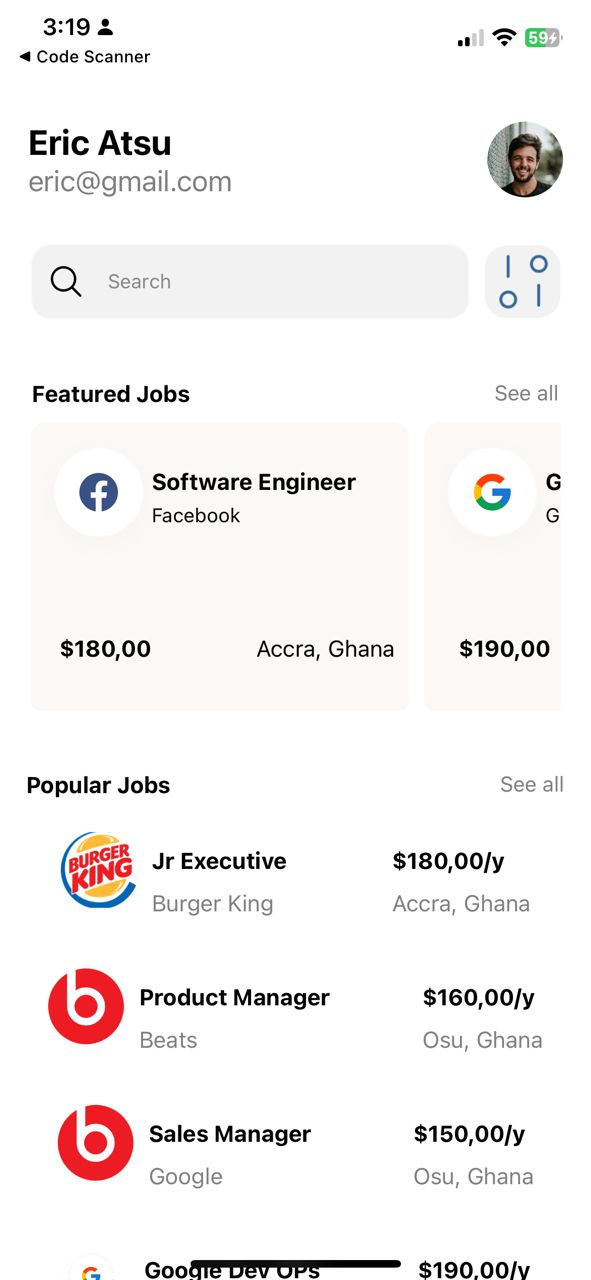 3:19
59
◀ Code Scanner
Eric Atsu
eric@gmail.com
Search
Featured Jobs
See all
Software Engineer
Facebook
$180,00
Accra, Ghana
G
G
$190,00
Popular Jobs
See all
BURGER
KING
Jr Executive
$180,00/y
Burger King
Accra, Ghana
Product Manager
$160,00/y
Beats
Osu, Ghana
Sales Manager
$150,00/y
Google
Osu, Ghana
Google Dev OPs
$190,00/y